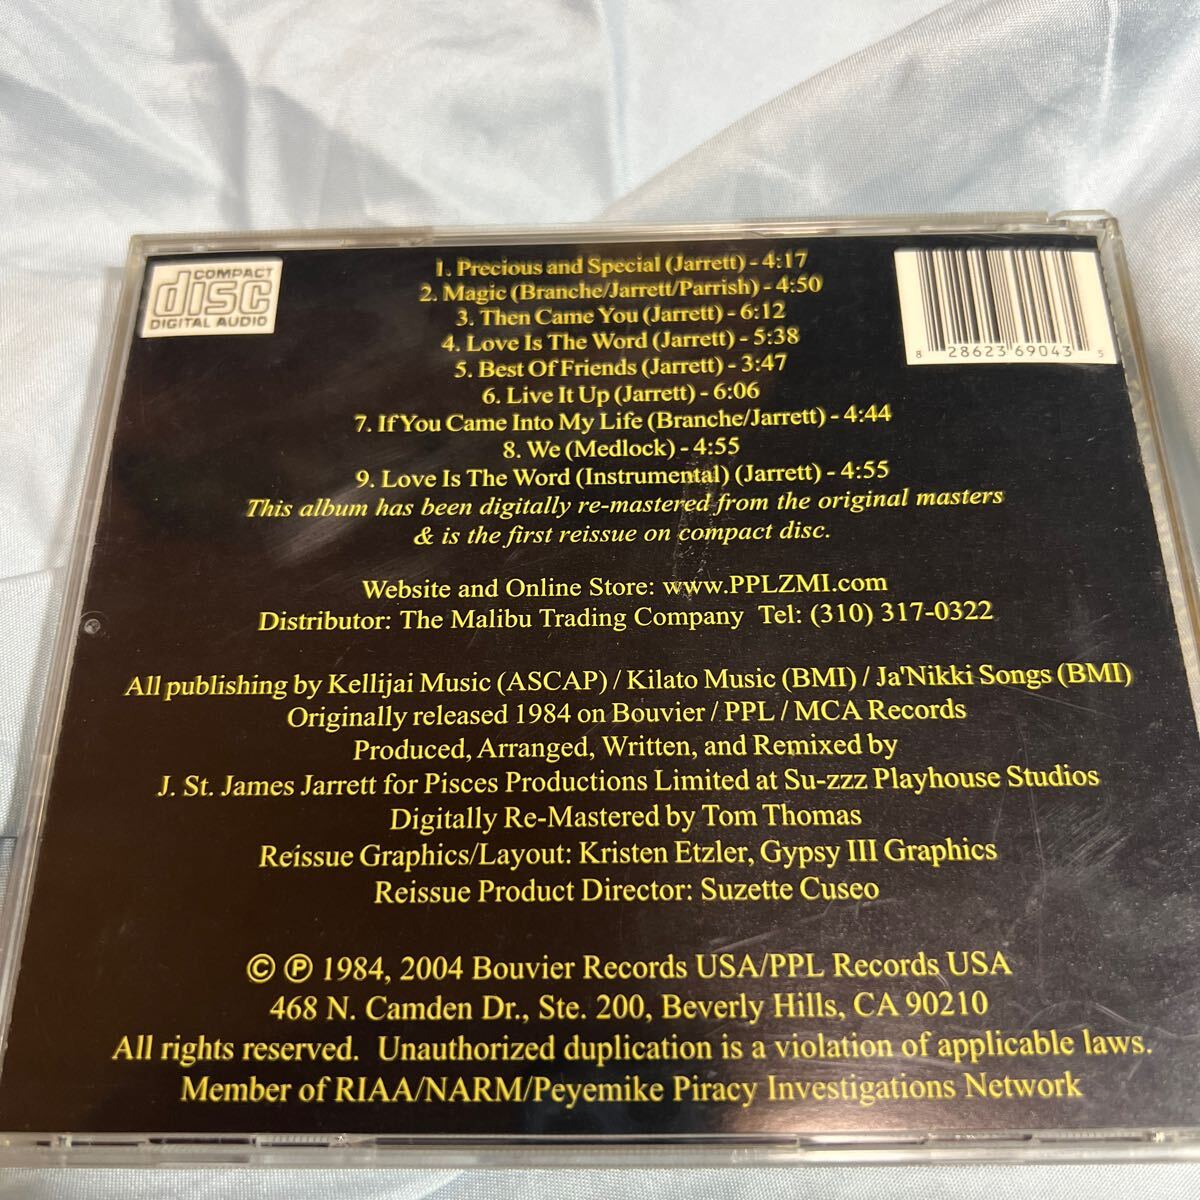 COMPACT
disc
DIGITAL AUDIO
1. Precious and Special (Jarrett) - 4:17
2. Magic (Branche/Jarrett/Parrish) - 4:50
3. Then Came You (Jarrett) - 6:12
4. Love Is The Word (Jarrett) - 5:38
5. Best Of Friends (Jarrett) - 3:47
6. Live It Up (Jarrett) - 6:06
7. If You Came Into My Life (Branche/Jarrett) - 4:44
8. We (Medlock) - 4:55
9. Love Is The Word (Instrumental) (Jarrett) - 4:55
8 28623 69043 5
This album has been digitally re-mastered from the original masters
& is the first reissue on compact disc.
Website and Online Store: www.PPLZMI.com
Distributor: The Malibu Trading Company Tel: (310) 317-0322
All publishing by Kellijai Music (ASCAP) / Kilato Music (BMI) / Ja'Nikki Songs (BMI)
Originally released 1984 on Bouvier / PPL / MCA Records
Produced, Arranged, Written, and Remixed by
J. St. James Jarrett for Pisces Productions Limited at Su-zzz Playhouse Studios
Digitally Re-Mastered by Tom Thomas
Reissue Graphics/Layout: Kristen Etzler, Gypsy III Graphics
Reissue Product Director: Suzette Cuseo
© ℗ 1984, 2004 Bouvier Records USA/PPL Records USA
468 N. Camden Dr., Ste. 200, Beverly Hills, CA 90210
All rights reserved. Unauthorized duplication is a violation of applicable laws.
Member of RIAA/NARM/Peyemike Piracy Investigations Network